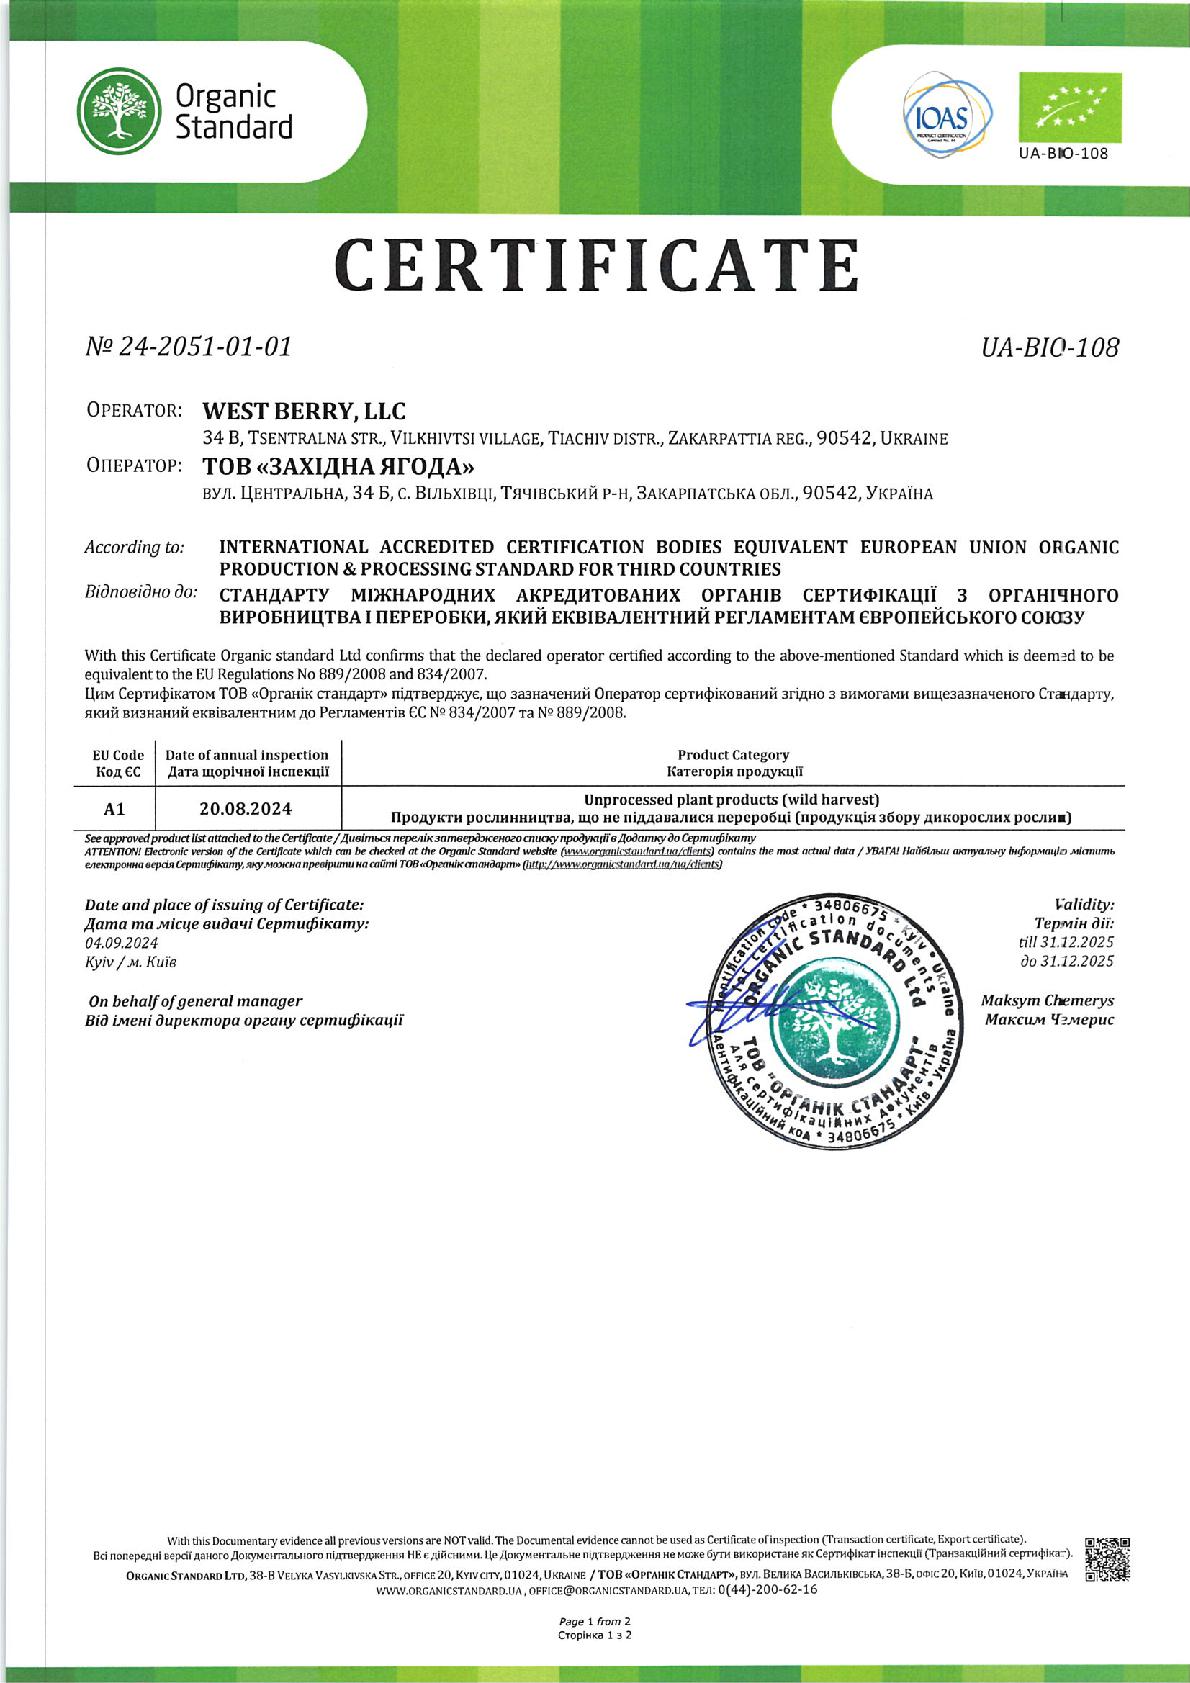 Organic
Standard
IOAS
UA-BIO-108
CERTIFICATE
№ 24-2051-01-01
UA-BIO-108
OPERATOR: WEST BERRY, LLC
34 B, TSENTRALNA STR., VILKHIVTSI VILLAGE, TIACHIV DISTR., ZAKARPATTIA REG., 90542, UKRAINE
ОПЕРАТОР: ТОВ «ЗАХІДНА ЯГОДА»
ВУЛ. ЦЕНТРАЛЬНА, 34 Б, С. ВІЛЬХІВЦІ, ТЯЧІВСЬКИЙ Р-Н, ЗАКАРПАТСЬКА ОБЛ., 90542, УКРАЇНА
According to: INTERNATIONAL ACCREDITED CERTIFICATION BODIES EQUIVALENT EUROPEAN UNION ORGANIC
PRODUCTION & PROCESSING STANDARD FOR THIRD COUNTRIES
Відповідно до: СТАНДАРТУ МІЖНАРОДНИХ АКРЕДИТОВАНИХ ОРГАНІВ СЕРТИФІКАЦІЇ З ОРГАНІЧНОГО
ВИРОБНИЦТВА І ПЕРЕРОБКИ, ЯКИЙ ЕКВІВАЛЕНТНИЙ РЕГЛАМЕНТАМ ЄВРОПЕЙСЬКОГО СОЮЗУ
With this Certificate Organic standard Ltd confirms that the declared operator certified according to the above-mentioned Standard which is deemed to be
equivalent to the EU Regulations No 889/2008 and 834/2007.
Цим Сертифікатом ТОВ «Органік стандарт» підтверджує, що зазначений Оператор сертифікований згідно з вимогами вищезазначеного Стандарту,
який визнаний еквівалентним до Регламентів ЄС № 834/2007 та № 889/2008.
EU Code Date of annual inspection Product Category
Код ЄС Дата щорічної інспекції Категорія продукції
A1 20.08.2024 Unprocessed plant products (wild harvest)
Продукти рослинництва, що не піддавалися переробці (продукція збору дикорослих рослин)
See approved product list attached to the Certificate / Дивіться перелік затвердженого списку продукції в Додатку до Сертифікату
ATTENTION! Electronic version of the Certificate which can be checked at the Organic Standard website (www.organicstandard.ua/clients) contains the most actual data / УВАГА! Найбільш актуальну інформацію містить
електронна версія Сертифікату, яку можна превірити на сайті ТОВ «Органік стандарт» (http://www.organicstandard.ua/ua/clients)
Date and place of issuing of Certificate:
Дата та місце видачі Сертифікату:
04.09.2024
Kyiv / м. Київ
Validity:
Термін дії:
till 31.12.2025
до 31.12.2025
On behalf of general manager
Від імені директора органу сертифікації
Identification code * 34806675 * Kyiv * Ukraine
for certification documents
ORGANIC STANDARD Ltd
ТОВ "ОРГАНІК СТАНДАРТ"
для сертифікаційних документів
Ідентифікаційний код * 34806675 * Київ * Україна
Maksym Chemerys
Максим Чемерис
With this Documentary evidence all previous versions are NOT valid. The Documental evidence cannot be used as Certificate of inspection (Transaction certificate, Export certificate).
Всі попередні версії даного Документального підтвердження НЕ є дійсними. Це Документальне підтвердження не може бути використане як Сертифікат інспекції (Транзакційний сертифікат).
ORGANIC STANDARD LTD, 38-B VELYKA VASYLKIVSKA STR., OFFICE 20, KYIV CITY, 01024, UKRAINE / ТОВ «ОРГАНІК СТАНДАРТ», ВУЛ. ВЕЛИКА ВАСИЛЬКІВСЬКА, 38-Б, ОФІС 20, КИЇВ, 01024, УКРАЇНА
WWW.ORGANICSTANDARD.UA , OFFICE@ORGANICSTANDARD.UA, ТЕЛ: 0(44)-200-62-16
Page 1 from 2
Сторінка 1 з 2